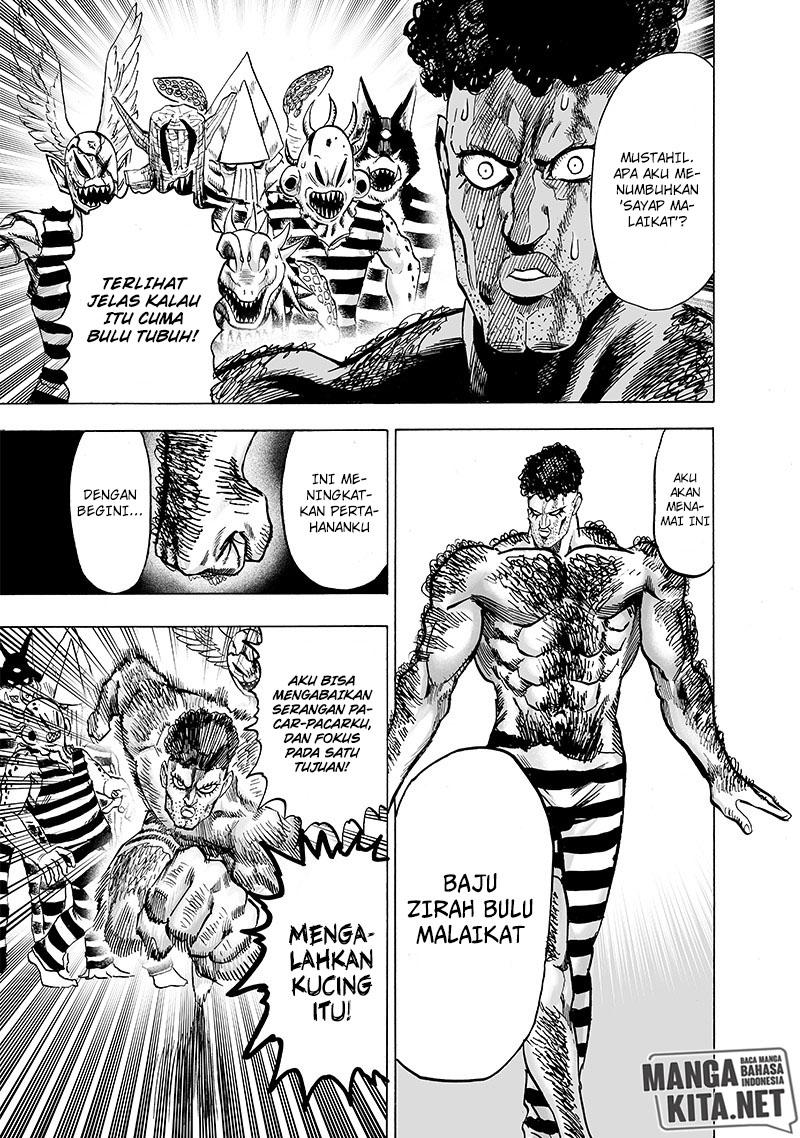 MUSTAHIL.
APA AKU ME-
NUMBUHKAN
'SAYAP MA-
LAIKAT'?
TERLIHAT
JELAS KALAU
ITU CUMA
BULU TUBUH!
AKU
AKAN
MENA-
MAI INI
BAJU
ZIRAH BULU
MALAIKAT
INI ME-
NINGKAT-
KAN PERTA-
HANANKU
DENGAN
BEGINI...
AKU BISA
MENGABAIKAN
SERANGAN PA-
CAR-PACARKU,
DAN FOKUS
PADA SATU
TUJUAN!
MENGA-
LAHKAN
KUCING
ITU!
MANGA
KITA.NET
BACA MANGA
BAHASA
INDONESIA